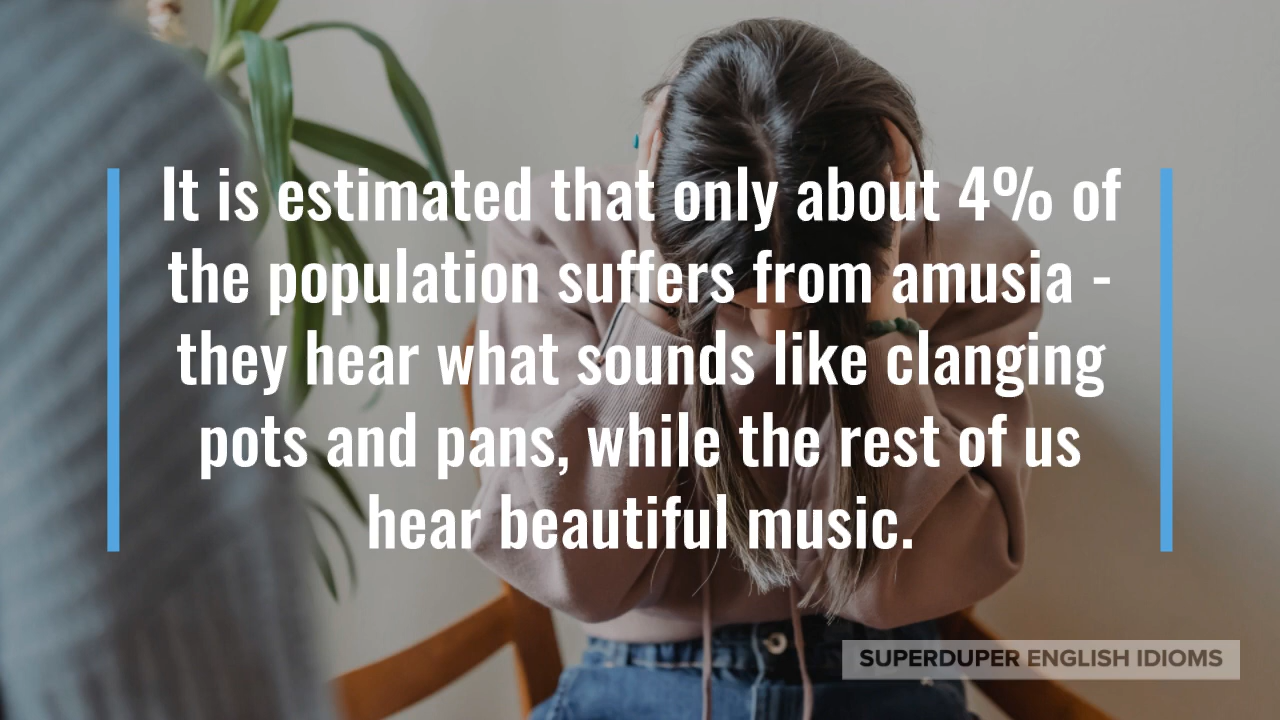 It is estimated that only about 4% of
the population suffers from amusia -
they hear what sounds like clanging
pots and pans, while the rest of us
hear beautiful music.
SUPERDUPER ENGLISH IDIOMS